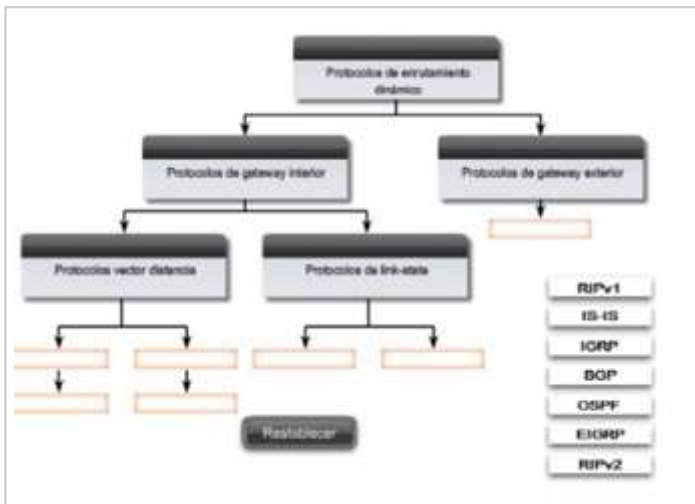 Protocolos de enrutamiento
dinámico
Protocolos de gateway interior
Protocolos de gateway exterior
Protocolos vector distancia
Protocolos de link-state
RIPv1
IS-IS
IGRP
BGP
OSPF
EIGRP
RIPv2
Restablecer